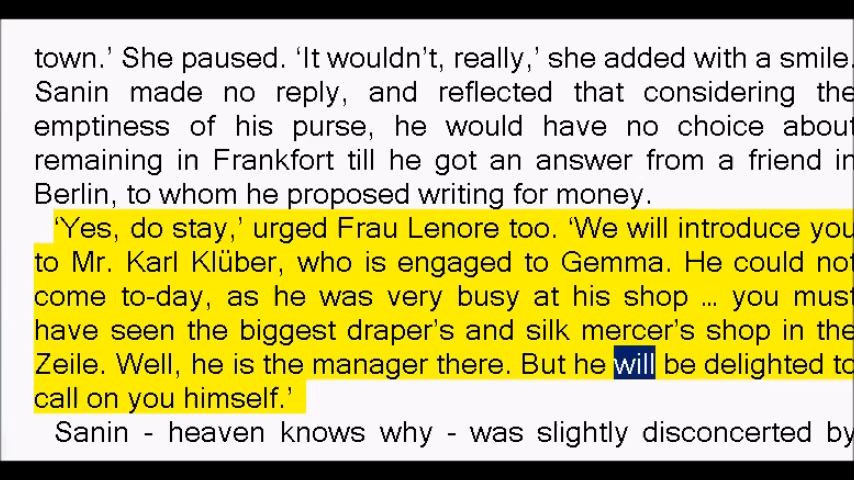 town.’ She paused. ‘It wouldn’t, really,’ she added with a smile.
Sanin made no reply, and reflected that considering the
emptiness of his purse, he would have no choice about
remaining in Frankfort till he got an answer from a friend in
Berlin, to whom he proposed writing for money.
‘Yes, do stay,’ urged Frau Lenore too. ‘We will introduce you
to Mr. Karl Klüber, who is engaged to Gemma. He could not
come to-day, as he was very busy at his shop ... you must
have seen the biggest draper’s and silk mercer’s shop in the
Zeile. Well, he is the manager there. But he will be delighted to
call on you himself.’
Sanin - heaven knows why - was slightly disconcerted by